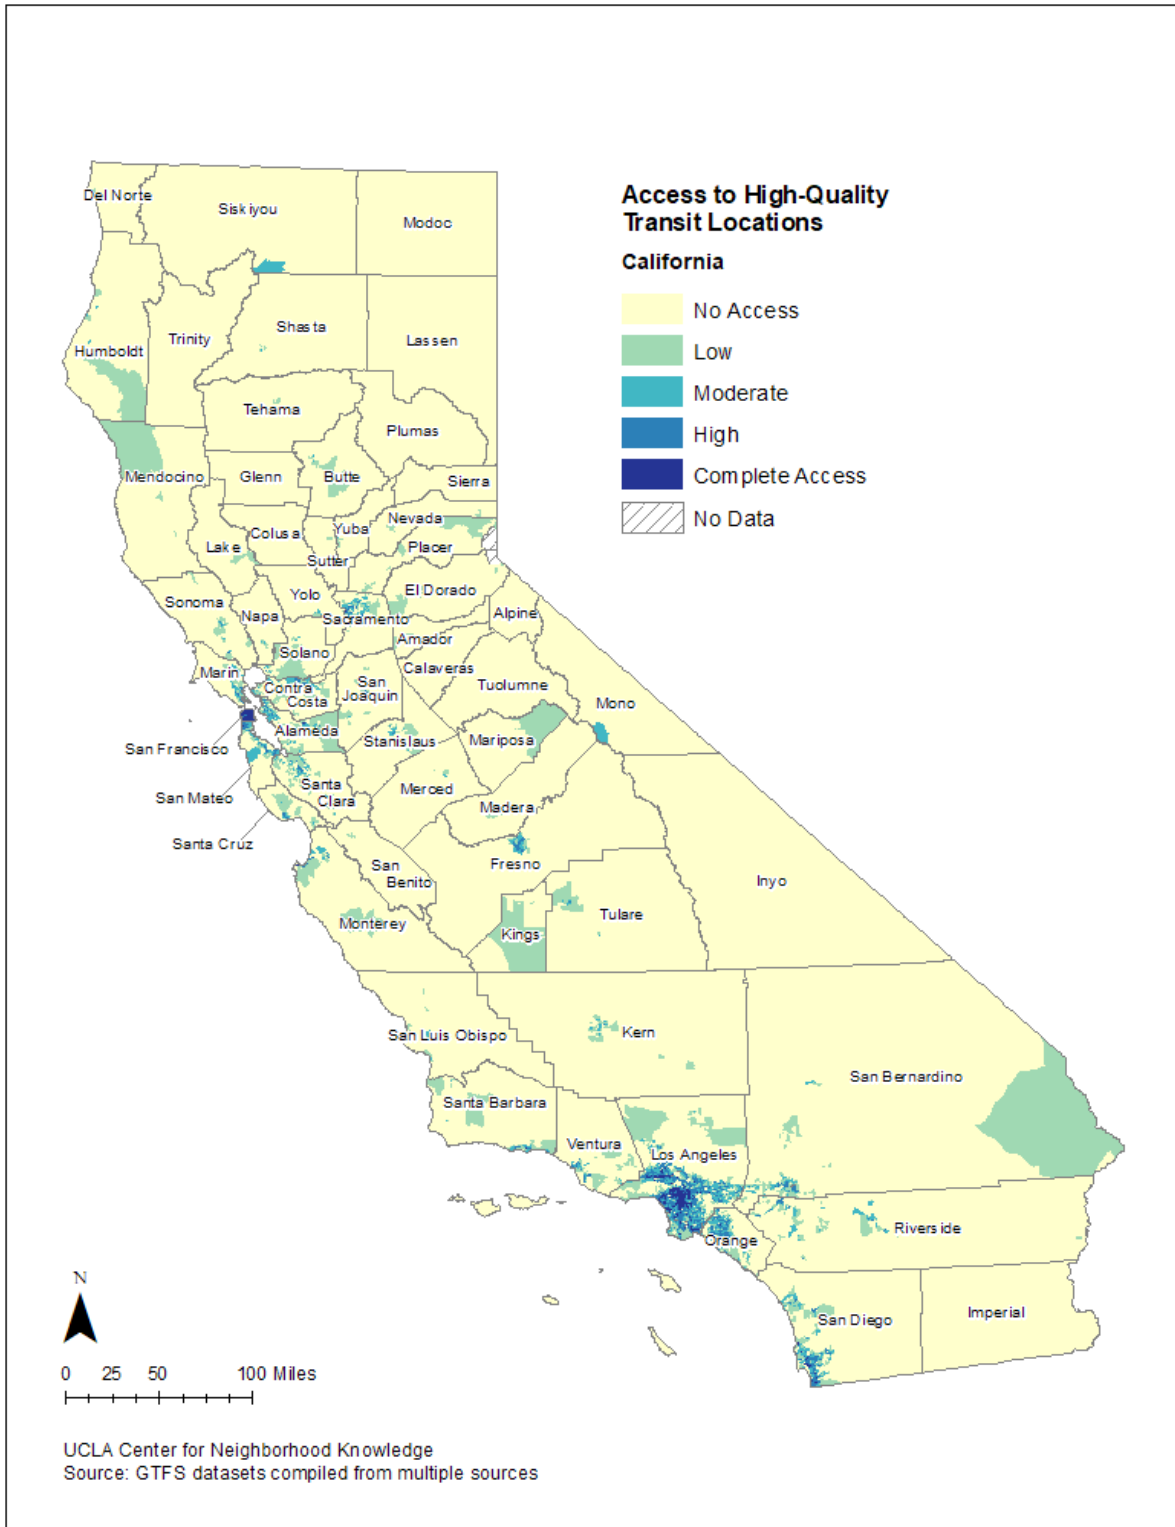 Access to High-Quality
Transit Locations
California
No Access
Low
Moderate
High
Complete Access
No Data
Del Norte
Siskiyou
Modoc
Humboldt
Trinity
Shasta
Lassen
Tehama
Plumas
Mendocino
Glenn
Butte
Sierra
Lake
Colusa
Yuba
Nevada
Sutter
Placer
Sonoma
Napa
Yolo
Sacramento
El Dorado
Alpine
Amador
Solano
Marin
Contra
Costa
San
Joaquin
Calaveras
Tuolumne
Mono
Alameda
Stanislaus
Mariposa
San Francisco
San Mateo
Santa
Clara
Merced
Madera
Santa Cruz
San
Benito
Fresno
Inyo
Monterey
Kings
Tulare
San Luis Obispo
Kern
San Bernardino
Santa Barbara
Ventura
Los Angeles
Orange
Riverside
San Diego
Imperial
N
0 25 50 100 Miles
UCLA Center for Neighborhood Knowledge
Source: GTFS datasets compiled from multiple sources